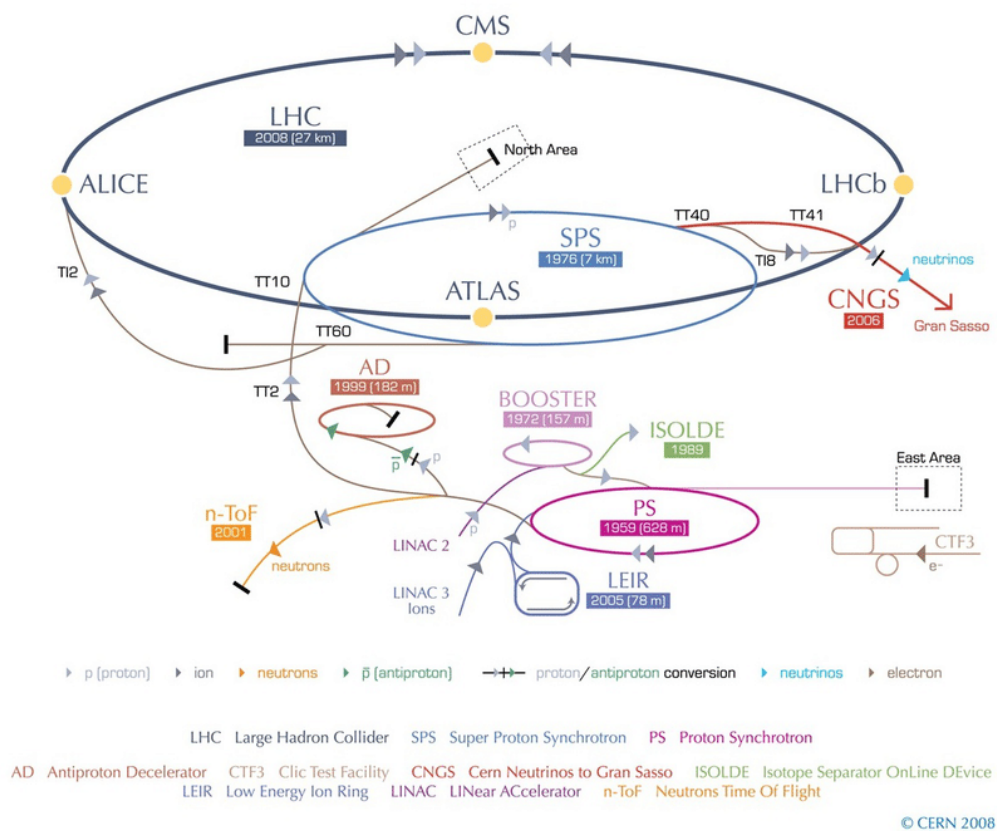 CMS
LHC
2008 (27 km)
North Area
ALICE
LHCb
TT40
TT41
SPS
1976 (7 km)
p
TI2
TI8
neutrinos
TT10
ATLAS
CNGS
2006
Gran Sasso
TT60
AD
1999 (182 m)
TT2
BOOSTER
1972 (157 m)
ISOLDE
1989
East Area
p̄
p
n-ToF
2001
PS
1959 (628 m)
p
LINAC 2
CTF3
e-
neutrons
LINAC 3
Ions
LEIR
2005 (78 m)
p (proton) ion neutrons p̄ (antiproton) proton/antiproton conversion neutrinos electron
LHC Large Hadron Collider SPS Super Proton Synchrotron PS Proton Synchrotron
AD Antiproton Decelerator CTF3 Clic Test Facility CNGS Cern Neutrinos to Gran Sasso ISOLDE Isotope Separator OnLine DEvice
LEIR Low Energy Ion Ring LINAC LINear ACcelerator n-ToF Neutrons Time Of Flight
© CERN 2008